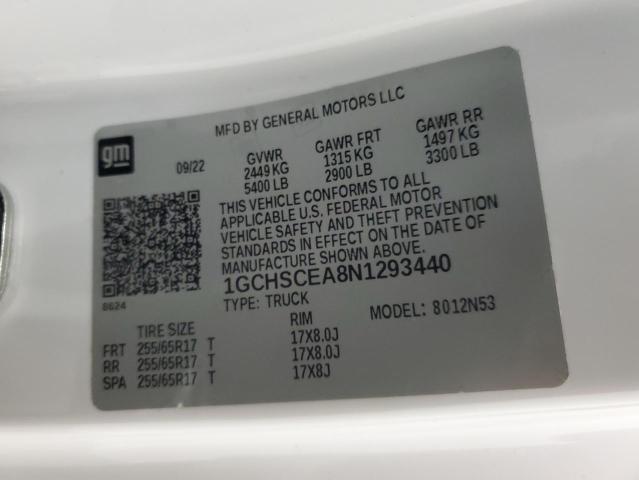 MFD BY GENERAL MOTORS LLC
gm
09/22
GVWR GAWR FRT GAWR RR
2449 KG 1315 KG 1497 KG
5400 LB 2900 LB 3300 LB
THIS VEHICLE CONFORMS TO ALL
APPLICABLE U.S. FEDERAL MOTOR
VEHICLE SAFETY AND THEFT PREVENTION
STANDARDS IN EFFECT ON THE DATE OF
MANUFACTURE SHOWN ABOVE.
8624
1GCHSCEA8N1293440
TYPE: TRUCK MODEL: 8012N53
TIRE SIZE RIM
FRT 255/65R17 T 17X8.0J
RR 255/65R17 T 17X8.0J
SPA 255/65R17 T 17X8J